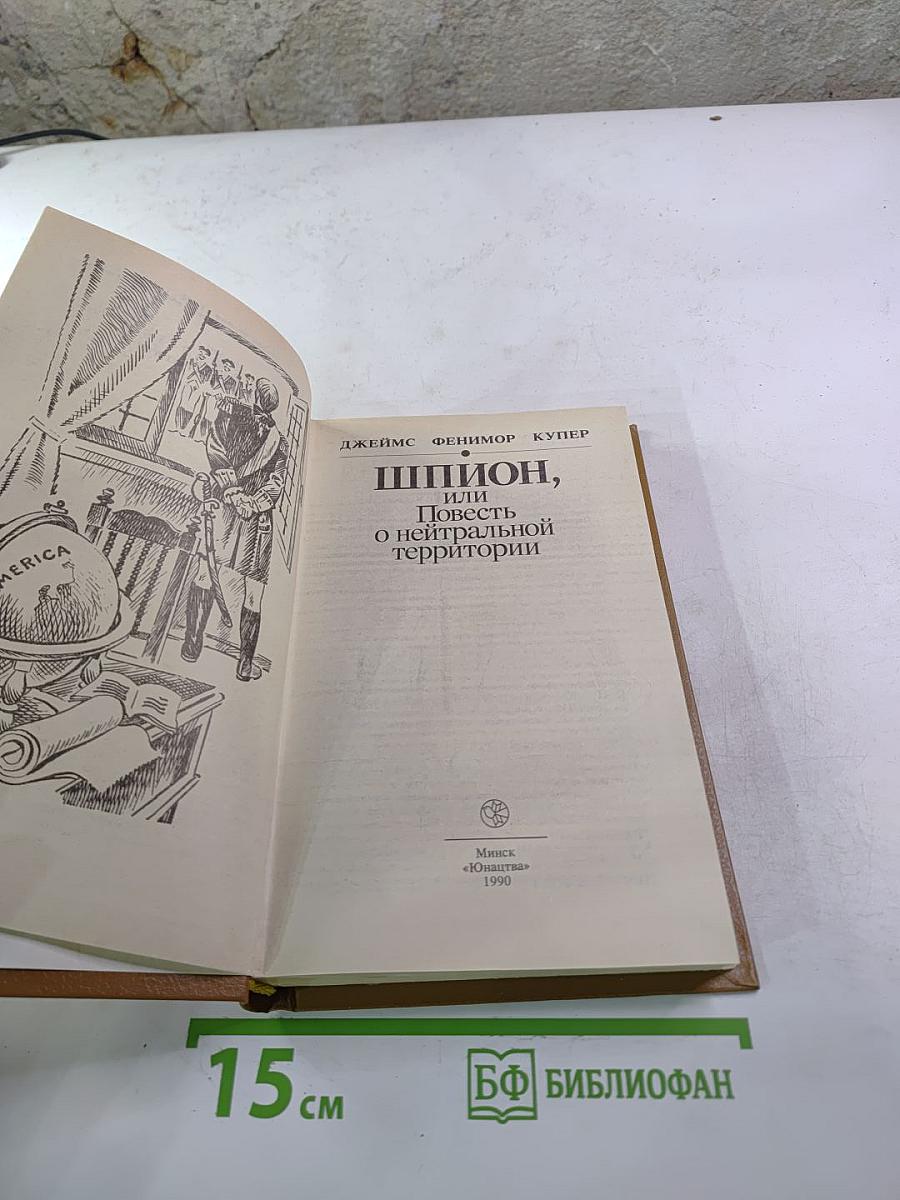 MERICA
ДЖЕЙМС ФЕНИМОР КУПЕР
ШПИОН,
или
Повесть
о нейтральной
территории
Минск
«Юнацтва»
1990
15 см
БФ БИБЛИОФАН